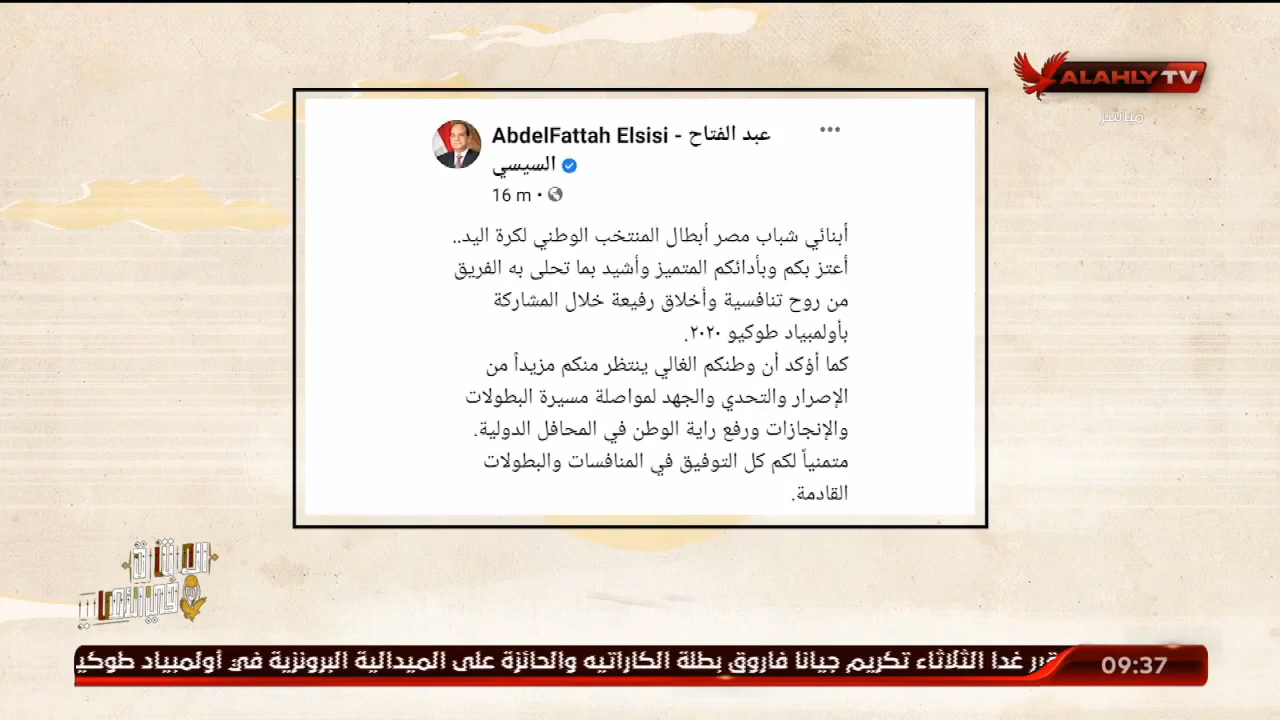 ALAHLY TV
مباشر
AbdelFattah Elsisi - عبد الفتاح
السيسي
16 m ·
أبنائي شباب مصر أبطال المنتخب الوطني لكرة اليد..
أعتز بكم وبأدائكم المتميز وأشيد بما تحلى به الفريق
من روح تنافسية وأخلاق رفيعة خلال المشاركة
بأولمبياد طوكيو ٢٠٢٠.
كما أؤكد أن وطنكم الغالي ينتظر منكم مزيداً من
الإصرار والتحدي والجهد لمواصلة مسيرة البطولات
والإنجازات ورفع راية الوطن في المحافل الدولية.
متمنياً لكم كل التوفيق في المنافسات والبطولات
القادمة.
غدا الثلاثاء تكريم جيانا فاروق بطلة الكاراتيه والحائزة على الميدالية البرونزية في أولمبياد طوكي
09:37